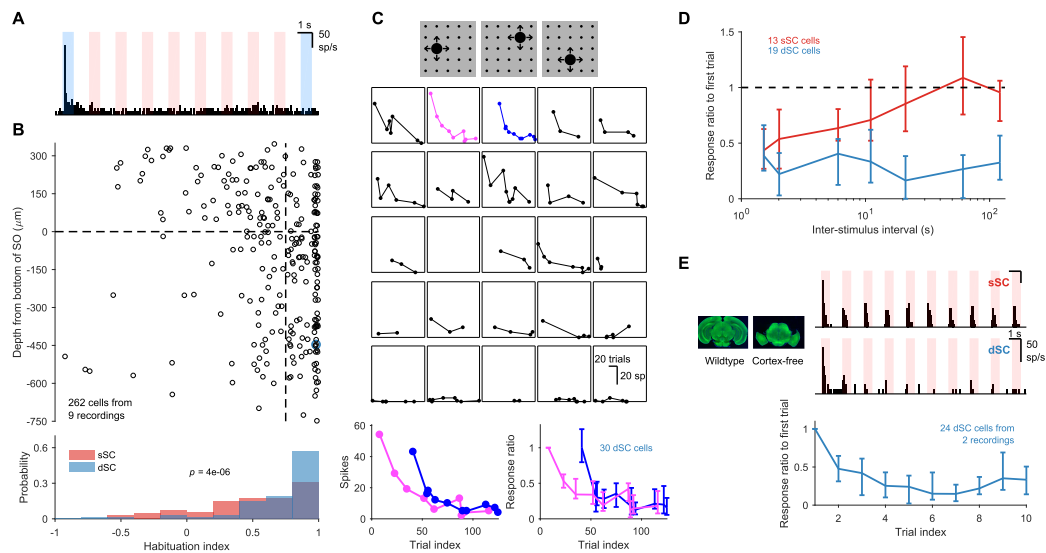 A
1 s
50
sp/s
B
Depth from bottom of SO (μm)
300
150
0
-150
-300
-450
-600
-750
262 cells from
9 recordings
Probability
0.6
0.3
0
sSC
dSC
p = 4e-06
-1
-0.5
0
0.5
1
Habituation index
C
20 trials
20 sp
Spikes
60
40
20
0
0
50
100
Trial index
Response ratio
1
0.5
0
30 dSC cells
0
50
100
Trial index
D
13 sSC cells
19 dSC cells
Response ratio to first trial
1.5
1
0.5
0
10⁰
10¹
10²
Inter-stimulus interval (s)
E
Wildtype
Cortex-free
sSC
1 s
dSC
50
sp/s
Response ratio to first trial
1
0.5
0
24 dSC cells from
2 recordings
2
4
6
8
10
Trial index